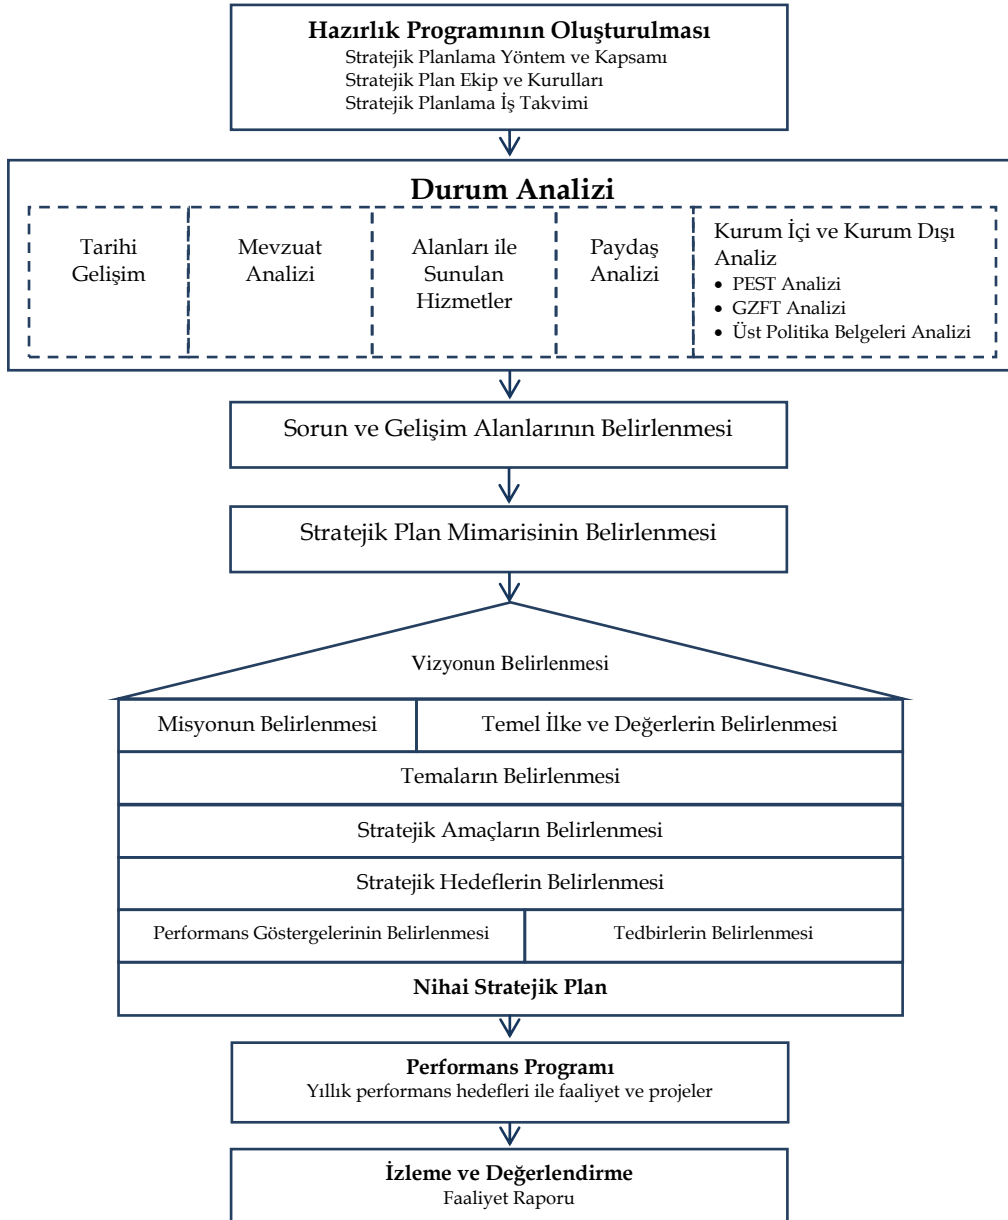 Hazırlık Programının Oluşturulması
Stratejik Planlama Yöntem ve Kapsamı
Stratejik Plan Ekip ve Kurulları
Stratejik Planlama İş Takvimi
Durum Analizi
Tarihi
Gelişim
Mevzuat
Analizi
Alanları ile
Sunulan
Hizmetler
Paydaş
Analizi
Kurum İçi ve Kurum Dışı
Analiz
• PEST Analizi
• GZFT Analizi
• Üst Politika Belgeleri Analizi
Sorun ve Gelişim Alanlarının Belirlenmesi
Stratejik Plan Mimarisinin Belirlenmesi
Vizyonun Belirlenmesi
Misyonun Belirlenmesi
Temel İlke ve Değerlerin Belirlenmesi
Temaların Belirlenmesi
Stratejik Amaçların Belirlenmesi
Stratejik Hedeflerin Belirlenmesi
Performans Göstergelerinin Belirlenmesi
Tedbirlerin Belirlenmesi
Nihai Stratejik Plan
Performans Programı
Yıllık performans hedefleri ile faaliyet ve projeler
İzleme ve Değerlendirme
Faaliyet Raporu